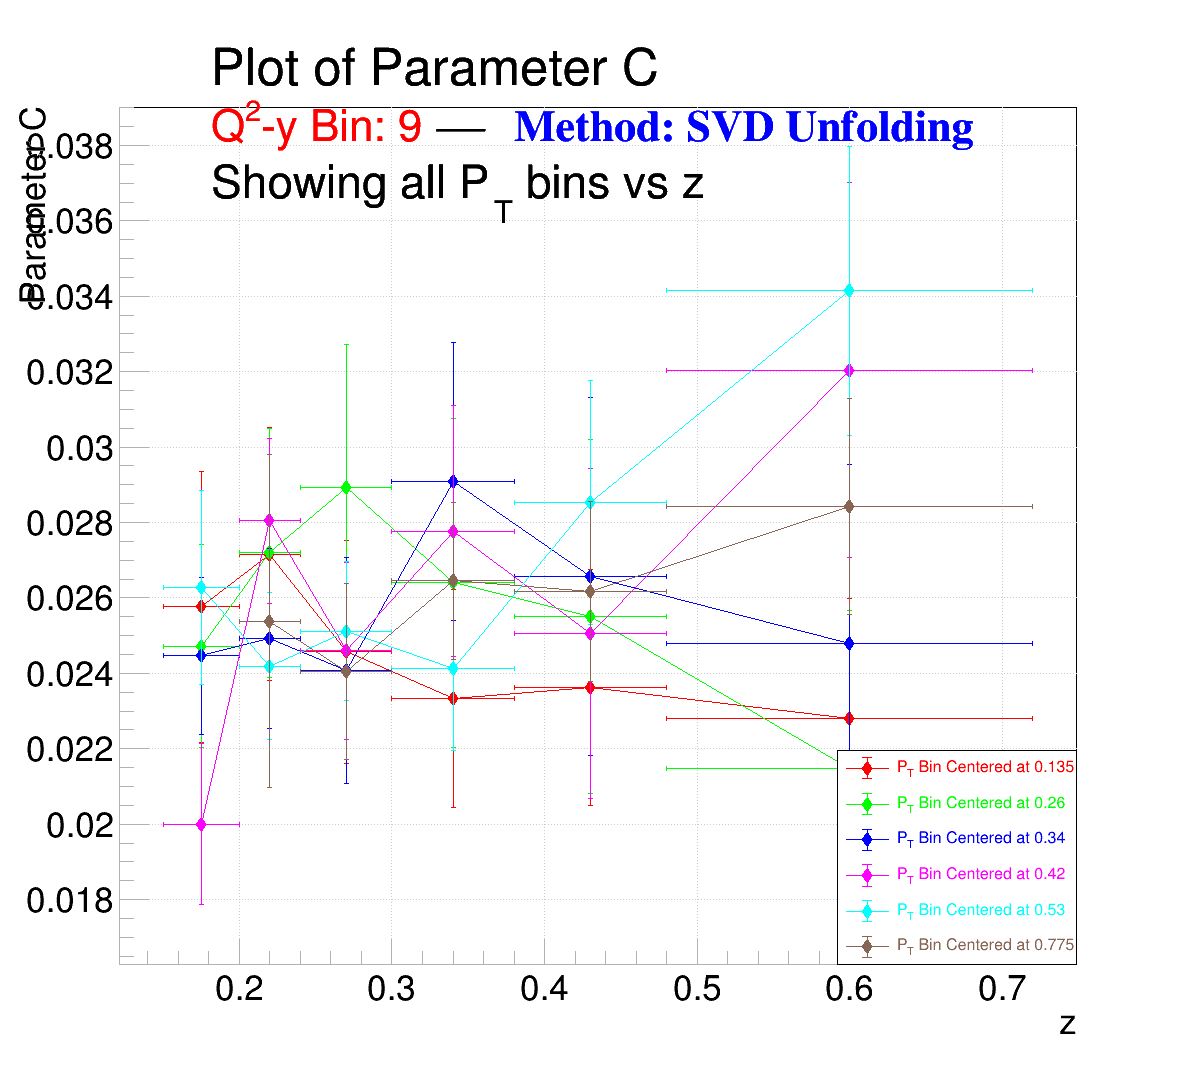 Plot of Parameter C
Q²-y Bin: 9 — Method: SVD Unfolding
Showing all P_T bins vs z
Parameter C
0.038
0.036
0.034
0.032
0.03
0.028
0.026
0.024
0.022
0.02
0.018
P_T Bin Centered at 0.135
P_T Bin Centered at 0.26
P_T Bin Centered at 0.34
P_T Bin Centered at 0.42
P_T Bin Centered at 0.53
P_T Bin Centered at 0.775
0.2 0.3 0.4 0.5 0.6 0.7
z